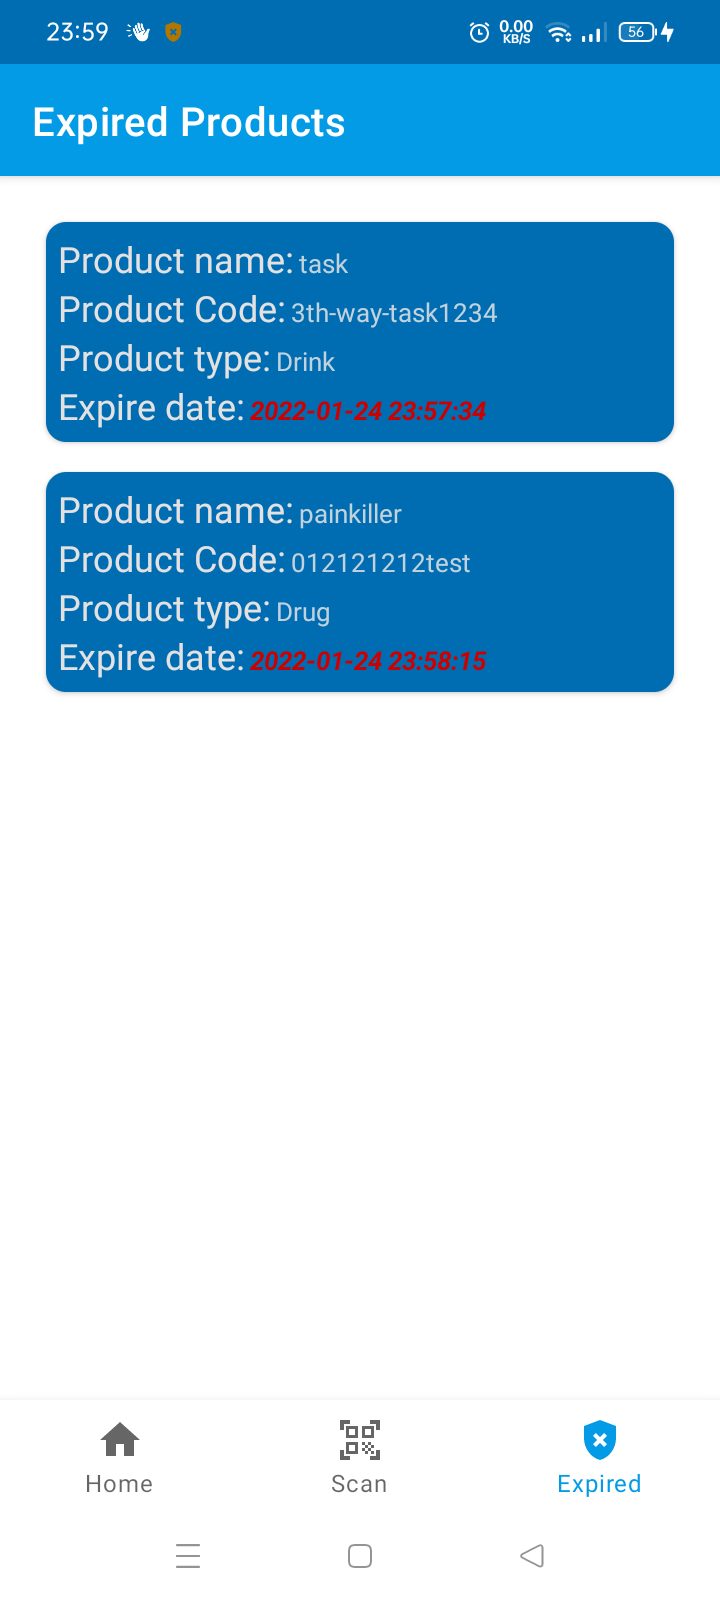 23:59 0.00 KB/S 56
Expired Products
Product name: task
Product Code: 3th-way-task1234
Product type: Drink
Expire date: 2022-01-24 23:57:34
Product name: painkiller
Product Code: 012121212test
Product type: Drug
Expire date: 2022-01-24 23:58:15
Home Scan Expired